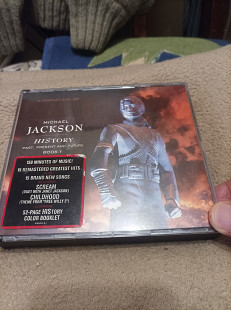 MICHAEL
JACKSON
HISTORY
PAST, PRESENT AND FUTURE
BOOK I
150 MINUTES OF MUSIC!
15 REMASTERED GREATEST HITS
15 BRAND NEW SONGS
SCREAM
(DUET WITH JANET JACKSON)
CHILDHOOD
(THEME FROM "FREE WILLY 2")
52-PAGE HISTORY
COLOR BOOKLET